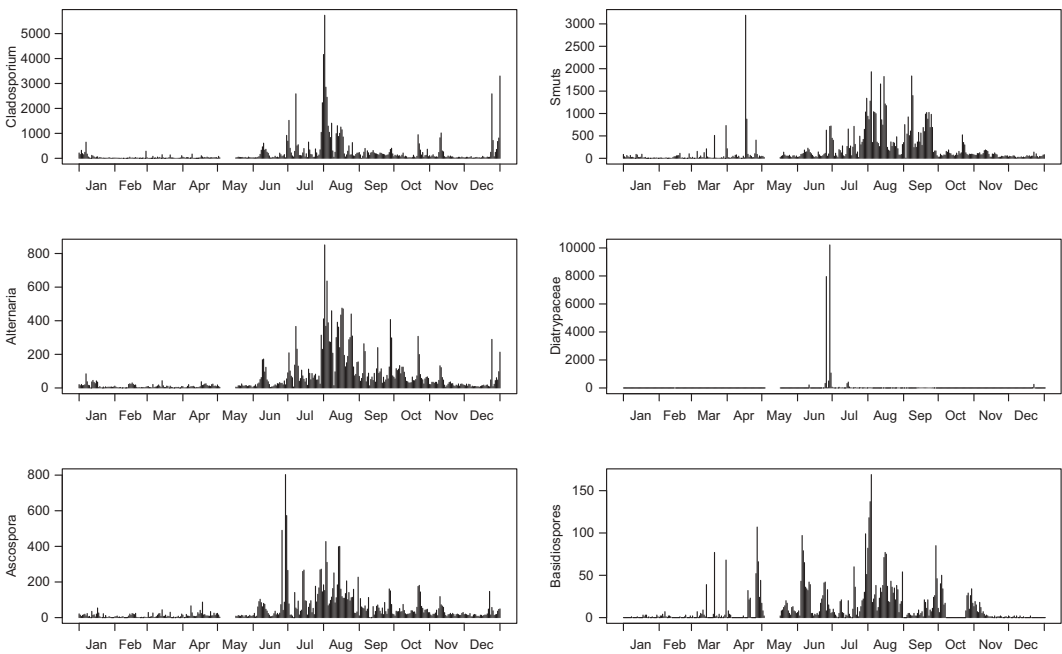 Cladosporium
5000
4000
3000
2000
1000
0
Jan Feb Mar Apr May Jun Jul Aug Sep Oct Nov Dec
Smuts
3000
2500
2000
1500
1000
500
0
Jan Feb Mar Apr May Jun Jul Aug Sep Oct Nov Dec
Alternaria
800
600
400
200
0
Jan Feb Mar Apr May Jun Jul Aug Sep Oct Nov Dec
Diatrypaceae
10000
8000
6000
4000
2000
0
Jan Feb Mar Apr May Jun Jul Aug Sep Oct Nov Dec
Ascospora
800
600
400
200
0
Jan Feb Mar Apr May Jun Jul Aug Sep Oct Nov Dec
Basidiospores
150
100
50
0
Jan Feb Mar Apr May Jun Jul Aug Sep Oct Nov Dec